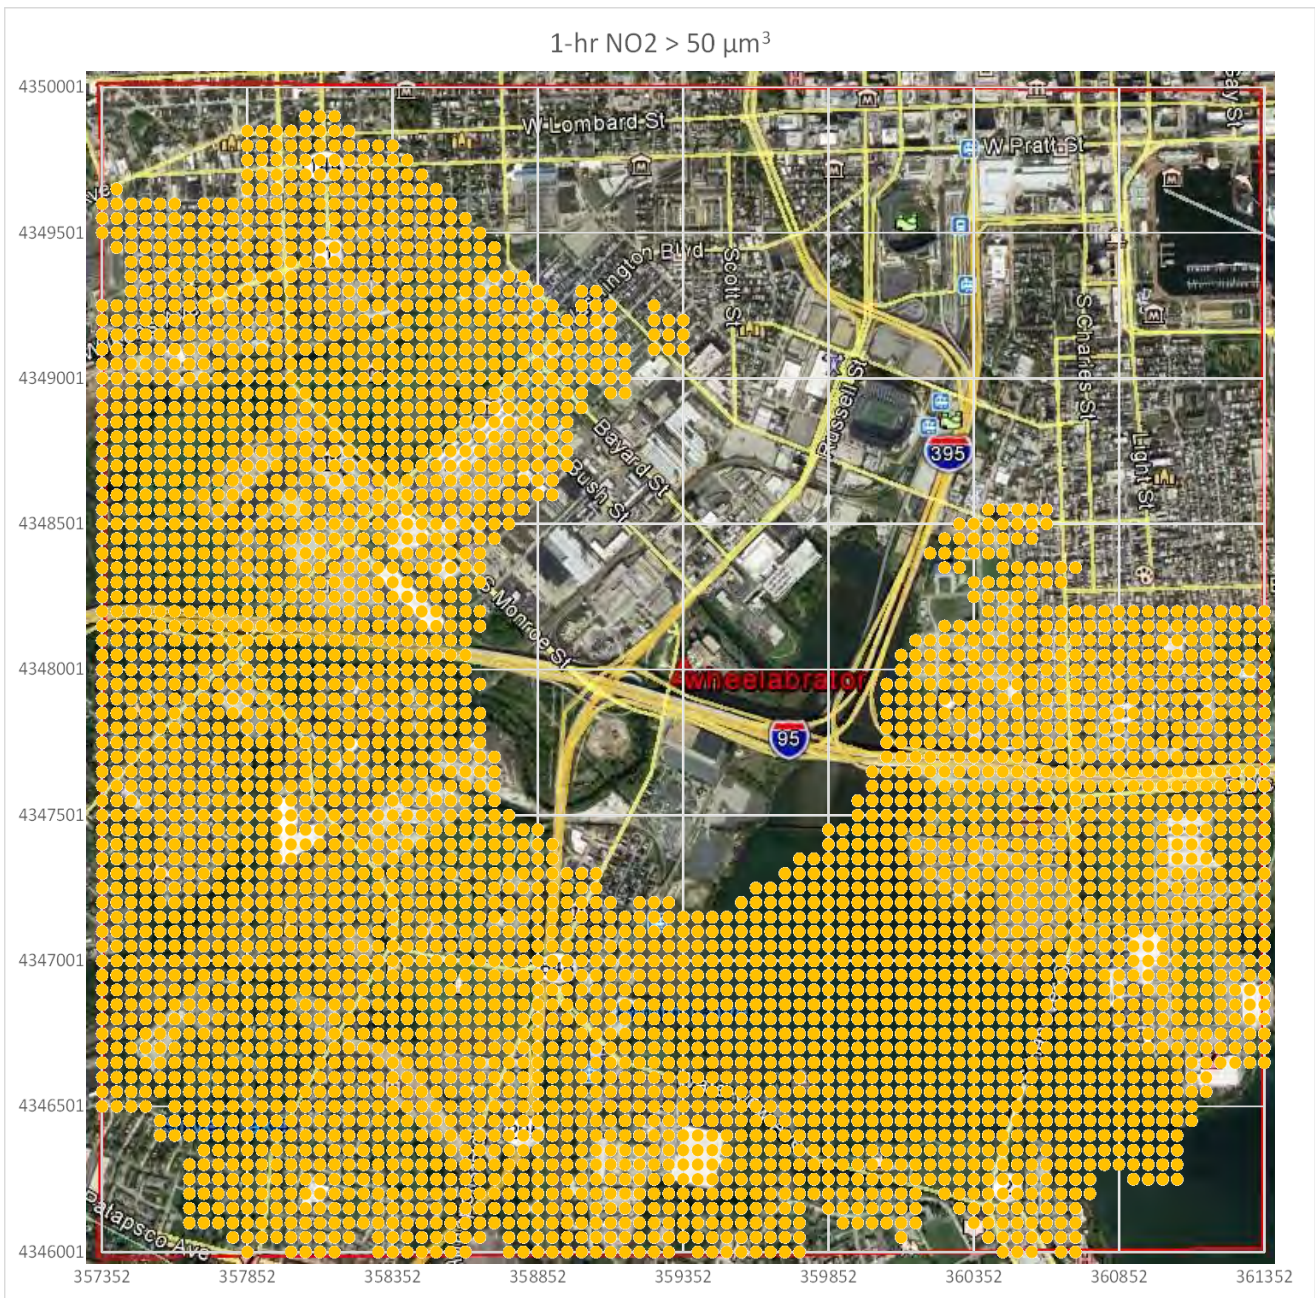 1-hr NO2 > 50 µm³
4350001
W Lombard St
W Pratt St
4349501
Scott St
S Charles St
4349001
Russell St
Light St
Bayard St
Bush St
395
4348501
S Monroe St
4348001
wheelabrator
95
4347501
4347001
4346501
Patapsco Ave
4346001
357352 357852 358352 358852 359352 359852 360352 360852 361352